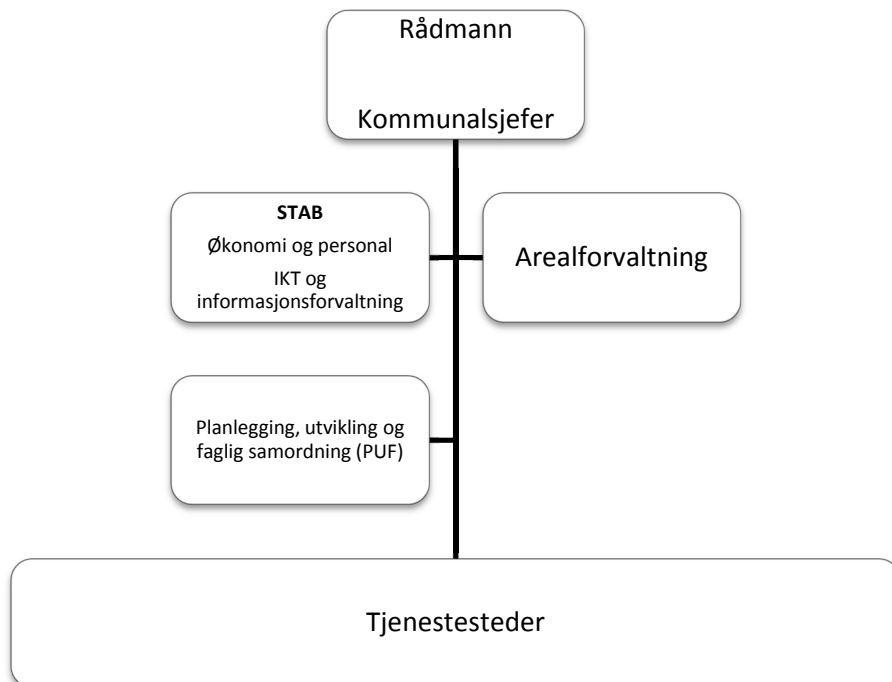 Rådmann
Kommunalsjefer
STAB
Økonomi og personal
IKT og
informasjonsforvaltning
Arealforvaltning
Planlegging, utvikling og
faglig samordning (PUF)
Tjenestesteder